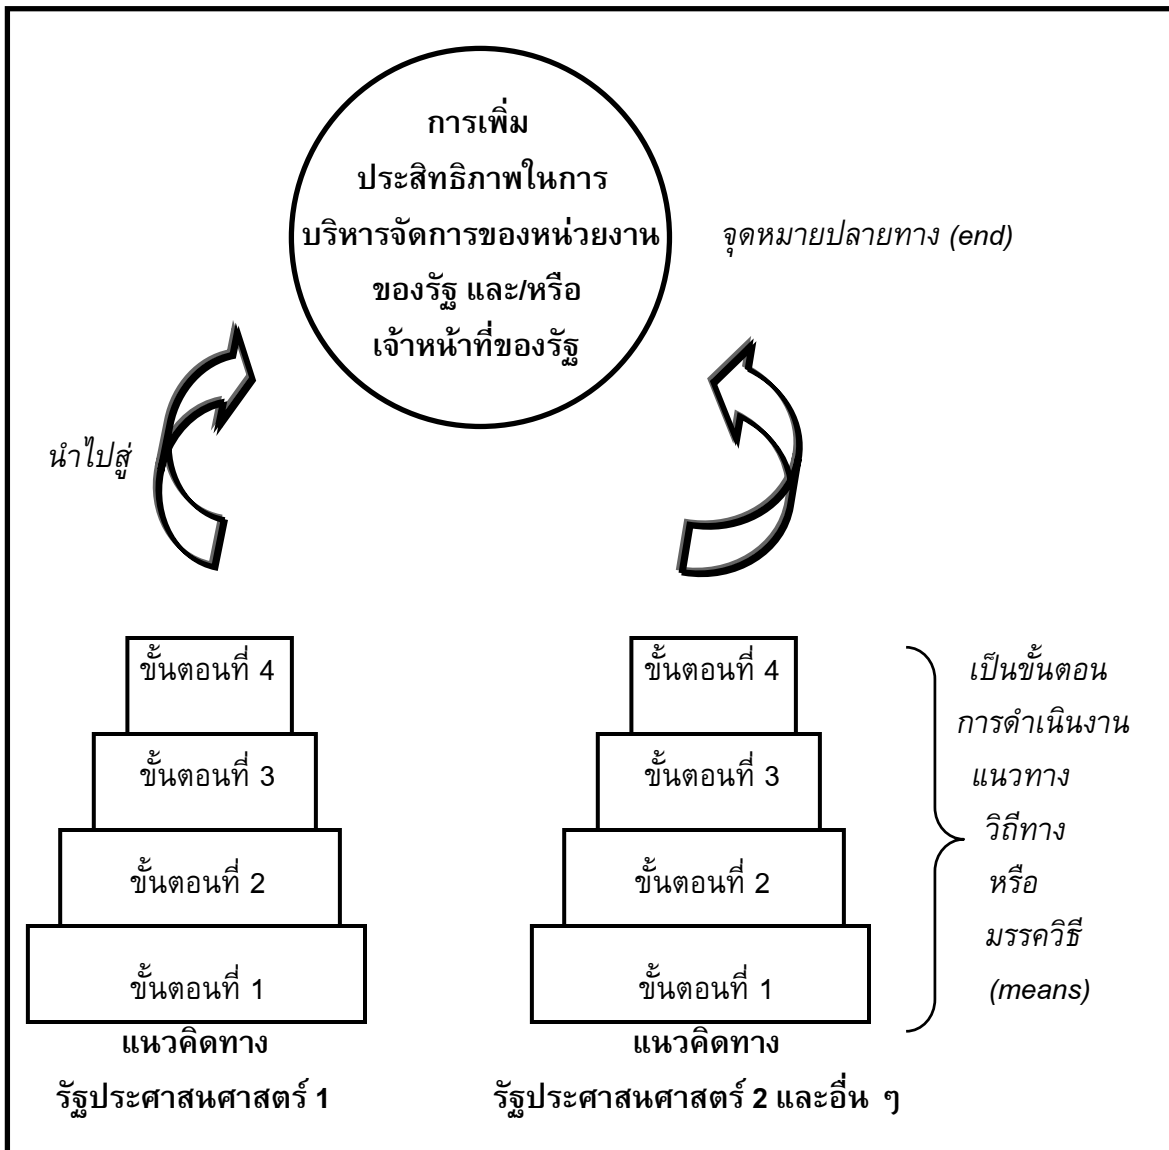 การเพิ่ม
ประสิทธิภาพในการ
บริหารจัดการของหน่วยงาน
ของรัฐ และ/หรือ
เจ้าหน้าที่ของรัฐ
จุดหมายปลายทาง (end)
นำไปสู่
ขั้นตอนที่ 4
ขั้นตอนที่ 3
ขั้นตอนที่ 2
ขั้นตอนที่ 1
แนวคิดทาง
รัฐประศาสนศาสตร์ 1
ขั้นตอนที่ 4
ขั้นตอนที่ 3
ขั้นตอนที่ 2
ขั้นตอนที่ 1
แนวคิดทาง
รัฐประศาสนศาสตร์ 2 และอื่น ๆ
เป็นขั้นตอน
การดำเนินงาน
แนวทาง
วิถีทาง
หรือ
มรรควิธี
(means)